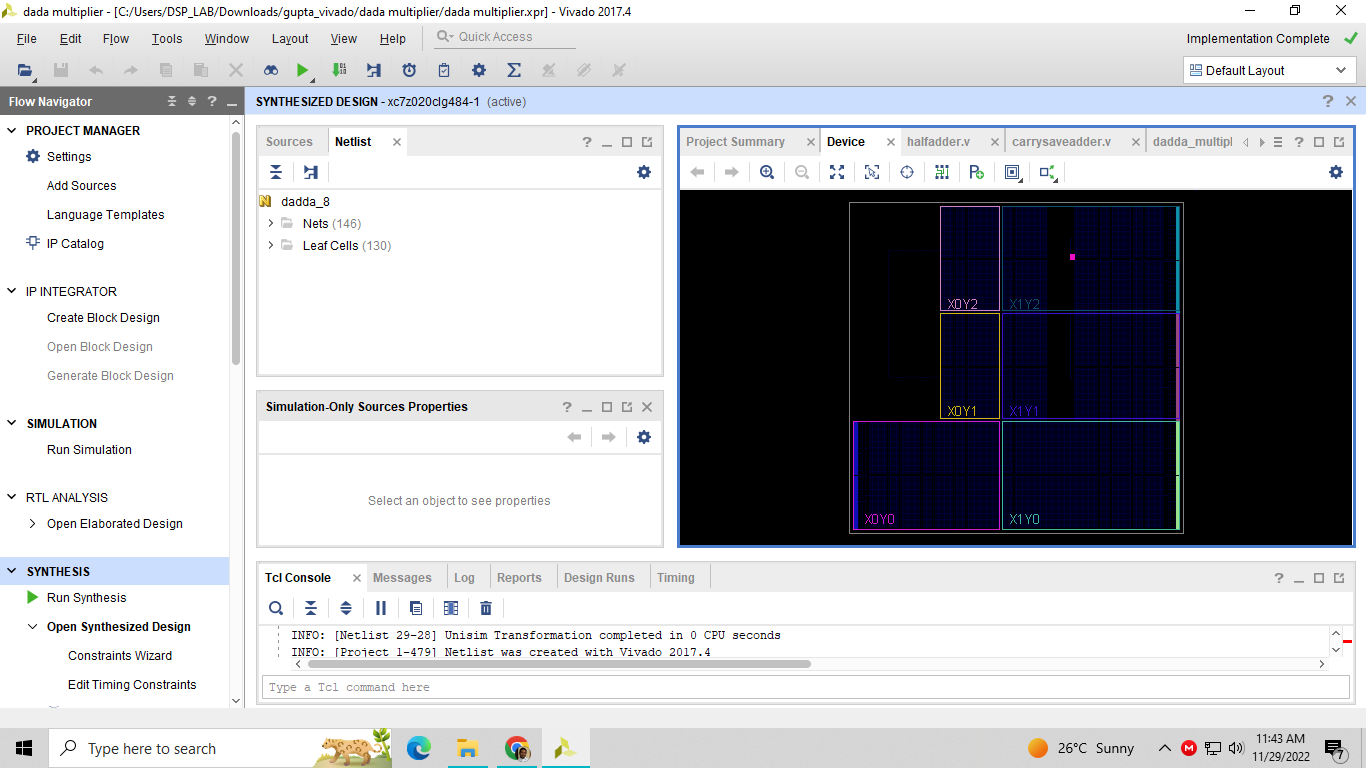 dada multiplier - [C:/Users/DSP_LAB/Downloads/gupta_vivado/dada multiplier/dada multiplier.xpr] - Vivado 2017.4
File Edit Flow Tools Window Layout View Help Quick Access
Implementation Complete
Default Layout
Flow Navigator
SYNTHESIZED DESIGN - xc7z020clg484-1 (active)
PROJECT MANAGER
Settings
Add Sources
Language Templates
IP Catalog
IP INTEGRATOR
Create Block Design
Open Block Design
Generate Block Design
SIMULATION
Run Simulation
RTL ANALYSIS
Open Elaborated Design
SYNTHESIS
Run Synthesis
Open Synthesized Design
Constraints Wizard
Edit Timing Constraints
Sources Netlist
dadda_8
Nets (146)
Leaf Cells (130)
Simulation-Only Sources Properties
Select an object to see properties
Project Summary Device halfadder.v carrysaveadder.v dadda_multipl
X0Y2 X1Y2
X0Y1 X1Y1
X0Y0 X1Y0
Tcl Console Messages Log Reports Design Runs Timing
INFO: [Netlist 29-28] Unisim Transformation completed in 0 CPU seconds
INFO: [Project 1-479] Netlist was created with Vivado 2017.4
Type a Tcl command here
Type here to search
26°C Sunny
11:43 AM
11/29/2022
7